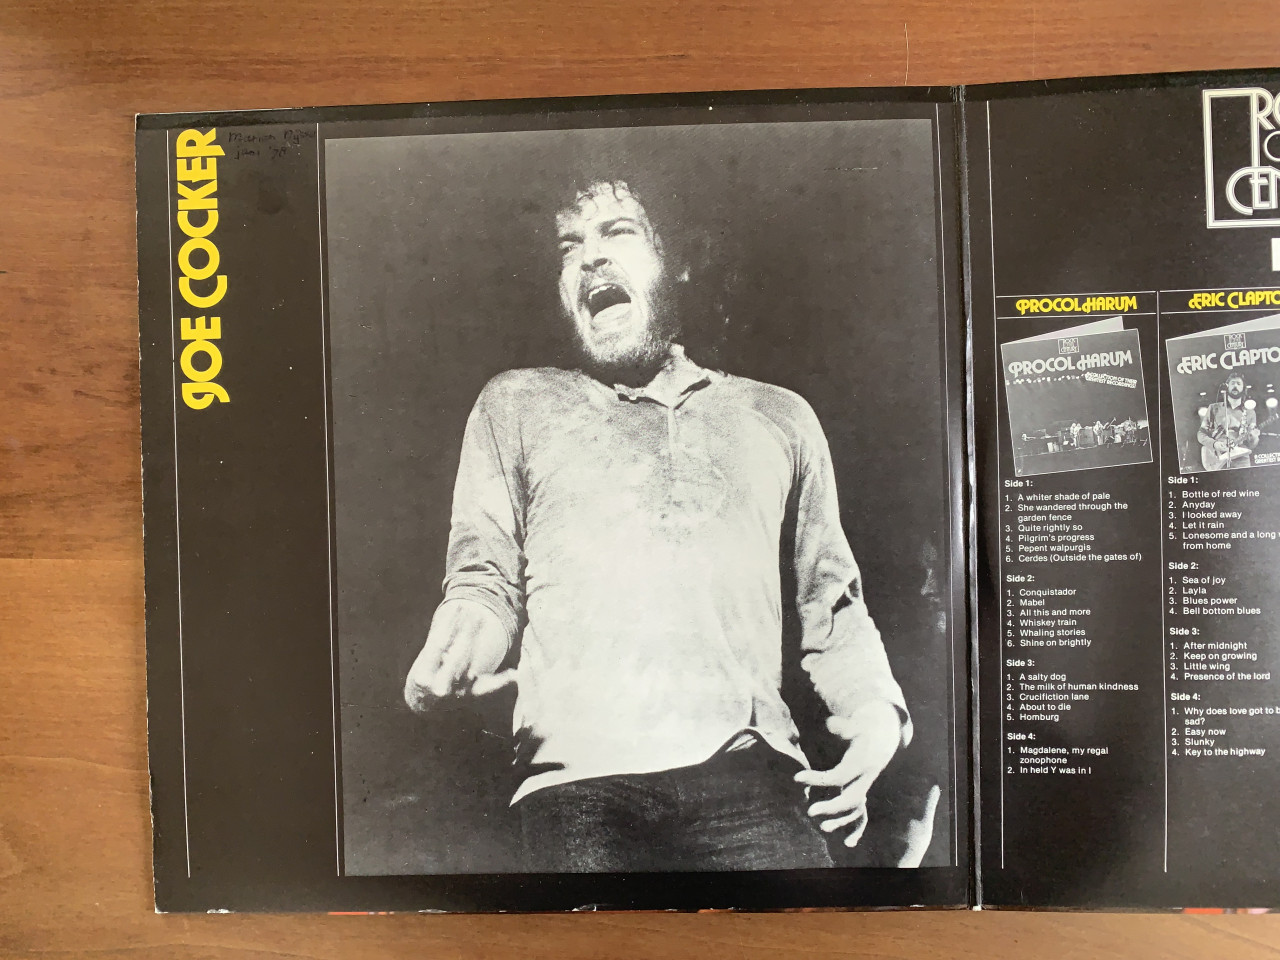 JOE COCKER
Marion
jan '79
PROCOL HARUM
PROCOL HARUM
A COLLECTION OF THEIR
GREATEST RECORDINGS
Side 1:
1. A whiter shade of pale
2. She wandered through the
garden fence
3. Quite rightly so
4. Pilgrim's progress
5. Pepent walpurgis
6. Cerdes (Outside the gates of)
Side 2:
1. Conquistador
2. Mabel
3. All this and more
4. Whiskey train
5. Whaling stories
6. Shine on brightly
Side 3:
1. A salty dog
2. The milk of human kindness
3. Crucifiction lane
4. About to die
5. Homburg
Side 4:
1. Magdalene, my regal
zonophone
2. In held Y was in I
ERIC CLAPTO
ERIC CLAPTO
Side 1:
1. Bottle of red wine
2. Anyday
3. I looked away
4. Let it rain
5. Lonesome and a long
from home
Side 2:
1. Sea of joy
2. Layla
3. Blues power
4. Bell bottom blues
Side 3:
1. After midnight
2. Keep on growing
3. Little wing
4. Presence of the lord
Side 4:
1. Why does love got to b
sad?
2. Easy now
3. Slunky
4. Key to the highway